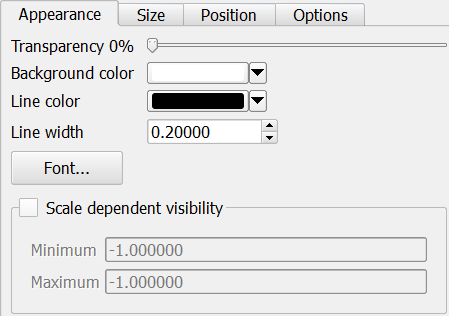 Appearance Size Position Options
Transparency 0%
Background color
Line color
Line width 0.20000
Font...
Scale dependent visibility
Minimum -1.000000
Maximum -1.000000